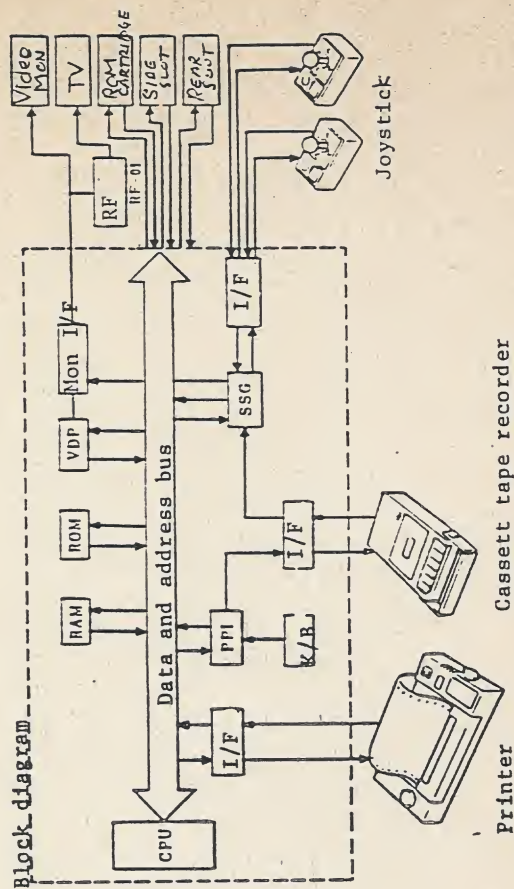 Block diagram
CPU
RAM
ROM
VDP
Mon I/F
Data and address bus
I/F
PPI
K/B
I/F
SSG
I/F
VIDEO MON
TV
RF
RF-01
ROM CARTRIDGE
SIDE SLOT
REAR SLOT
Printer
Cassett tape recorder
Joystick